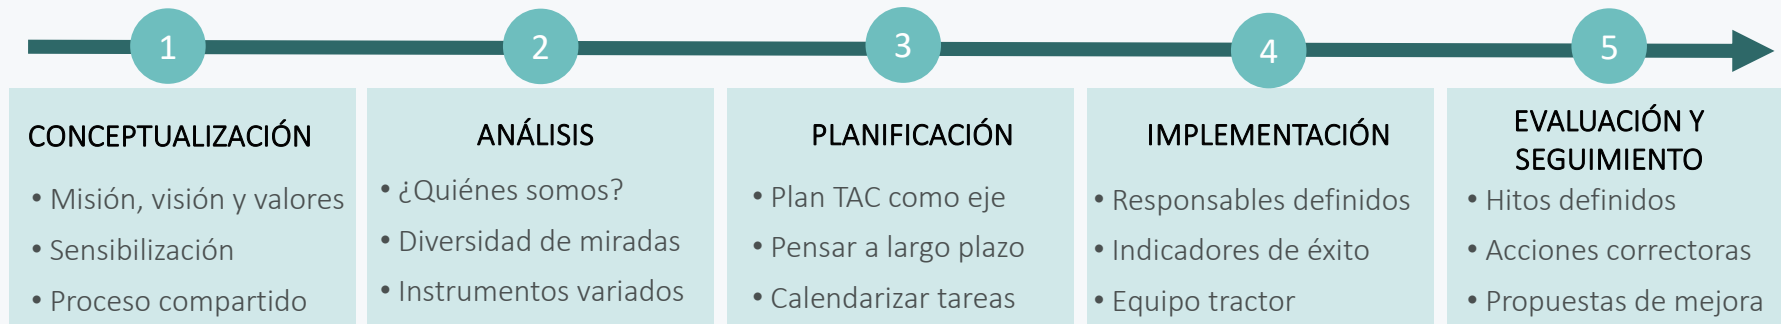 1
2
3
4
5
CONCEPTUALIZACIÓN
• Misión, visión y valores
• Sensibilización
• Proceso compartido
ANÁLISIS
• ¿Quiénes somos?
• Diversidad de miradas
• Instrumentos variados
PLANIFICACIÓN
• Plan TAC como eje
• Pensar a largo plazo
• Calendarizar tareas
IMPLEMENTACIÓN
• Responsables definidos
• Indicadores de éxito
• Equipo tractor
EVALUACIÓN Y
SEGUIMIENTO
• Hitos definidos
• Acciones correctoras
• Propuestas de mejora